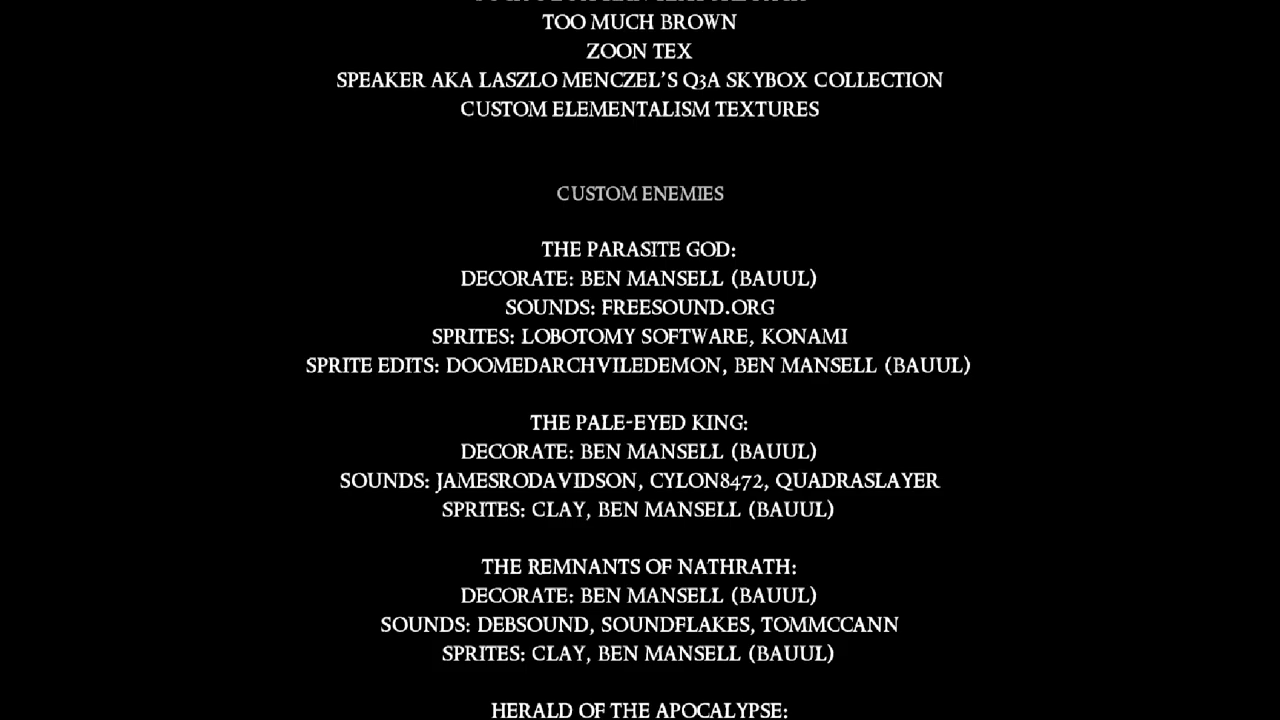 TOO MUCH BROWN
ZOON TEX
SPEAKER AKA LASZLO MENCZEL'S Q3A SKYBOX COLLECTION
CUSTOM ELEMENTALISM TEXTURES
CUSTOM ENEMIES
THE PARASITE GOD:
DECORATE: BEN MANSELL (BAUUL)
SOUNDS: FREESOUND.ORG
SPRITES: LOBOTOMY SOFTWARE, KONAMI
SPRITE EDITS: DOOMEDARCHVILEDEMON, BEN MANSELL (BAUUL)
THE PALE-EYED KING:
DECORATE: BEN MANSELL (BAUUL)
SOUNDS: JAMESRODAVIDSON, CYLON8472, QUADRASLAYER
SPRITES: CLAY, BEN MANSELL (BAUUL)
THE REMNANTS OF NATHRATH:
DECORATE: BEN MANSELL (BAUUL)
SOUNDS: DEBSOUND, SOUNDFLAKES, TOMMCCANN
SPRITES: CLAY, BEN MANSELL (BAUUL)
HERALD OF THE APOCALYPSE: